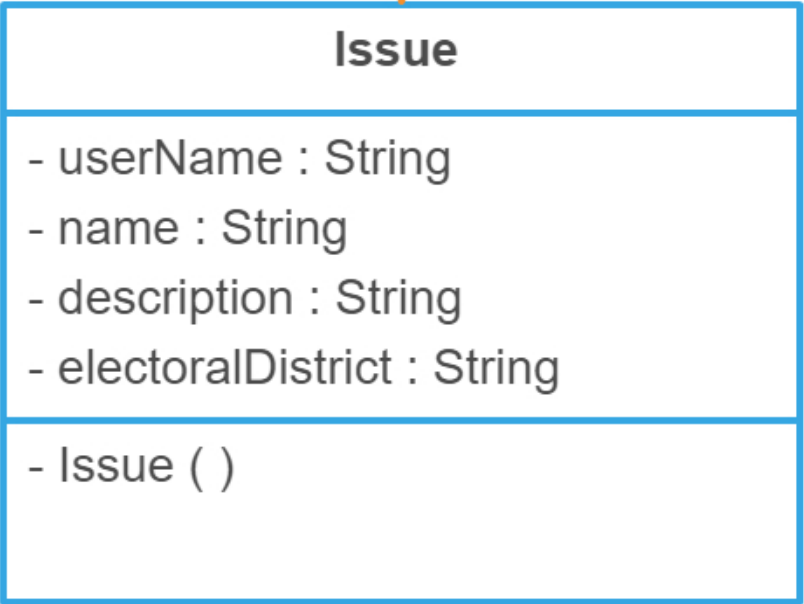 Issue
- userName : String
- name : String
- description : String
- electoralDistrict : String
- Issue ( )